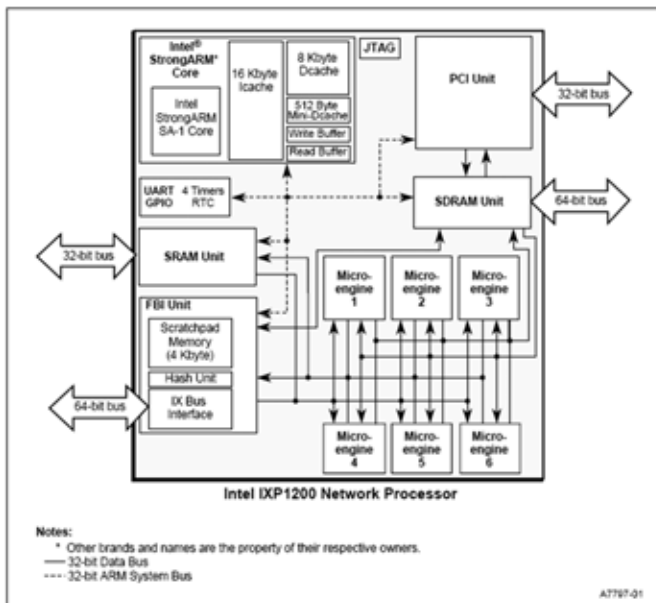 Intel®
StrongARM*
Core
Intel
StrongARM
SA-1 Core
16 Kbyte
Icache
8 Kbyte
Dcache
512 Byte
Mini-Dcache
Write Buffer
Read Buffer
JTAG
PCI Unit
32-bit bus
UART 4 Timers
GPIO RTC
SDRAM Unit
64-bit bus
32-bit bus
SRAM Unit
Micro-
engine
1
Micro-
engine
2
Micro-
engine
3
FBI Unit
Scratchpad
Memory
(4 Kbyte)
Hash Unit
64-bit bus
IX Bus
Interface
Micro-
engine
4
Micro-
engine
5
Micro-
engine
6
Intel IXP1200 Network Processor
Notes:
* Other brands and names are the property of their respective owners.
32-bit Data Bus
32-bit ARM System Bus
A7797-01